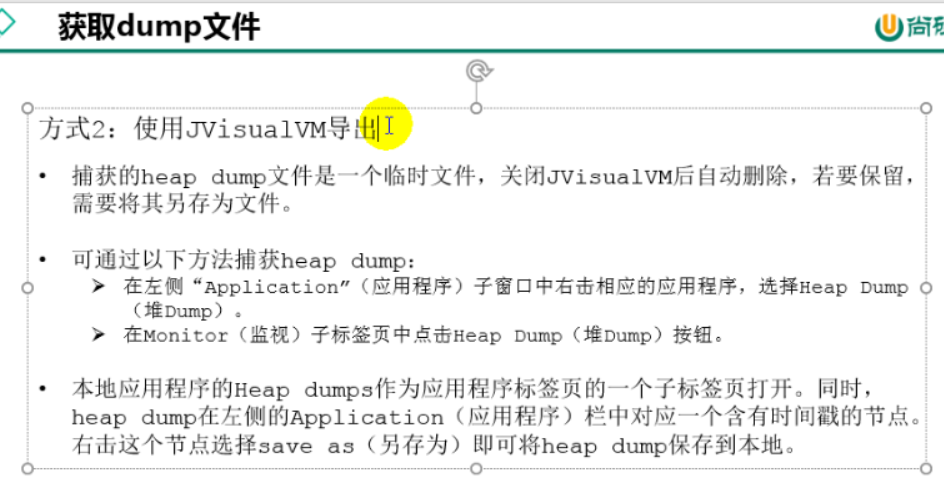 获取dump文件
尚硅
方式2：使用JVisualVM导出
• 捕获的heap dump文件是一个临时文件，关闭JVisualVM后自动删除，若要保留，
需要将其另存为文件。
• 可通过以下方法捕获heap dump：
➤ 在左侧“Application”（应用程序）子窗口中右击相应的应用程序，选择Heap Dump
（堆Dump）。
➤ 在Monitor（监视）子标签页中点击Heap Dump（堆Dump）按钮。
• 本地应用程序的Heap dumps作为应用程序标签页的一个子标签页打开。同时，
heap dump在左侧的Application（应用程序）栏中对应一个含有时间戳的节点。
右击这个节点选择save as（另存为）即可将heap dump保存到本地。